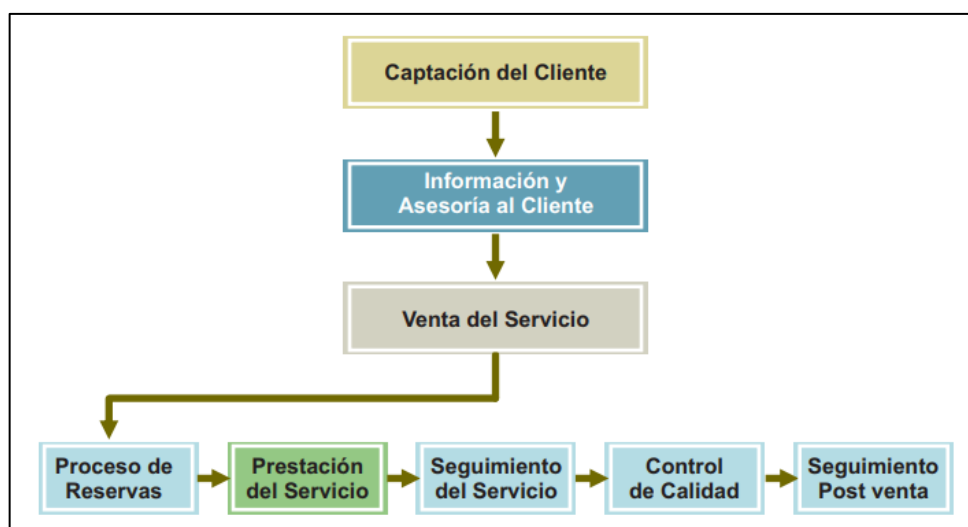 Captación del Cliente
Información y
Asesoría al Cliente
Venta del Servicio
Proceso de
Reservas
Prestación
del Servicio
Seguimiento
del Servicio
Control
de Calidad
Seguimiento
Post venta